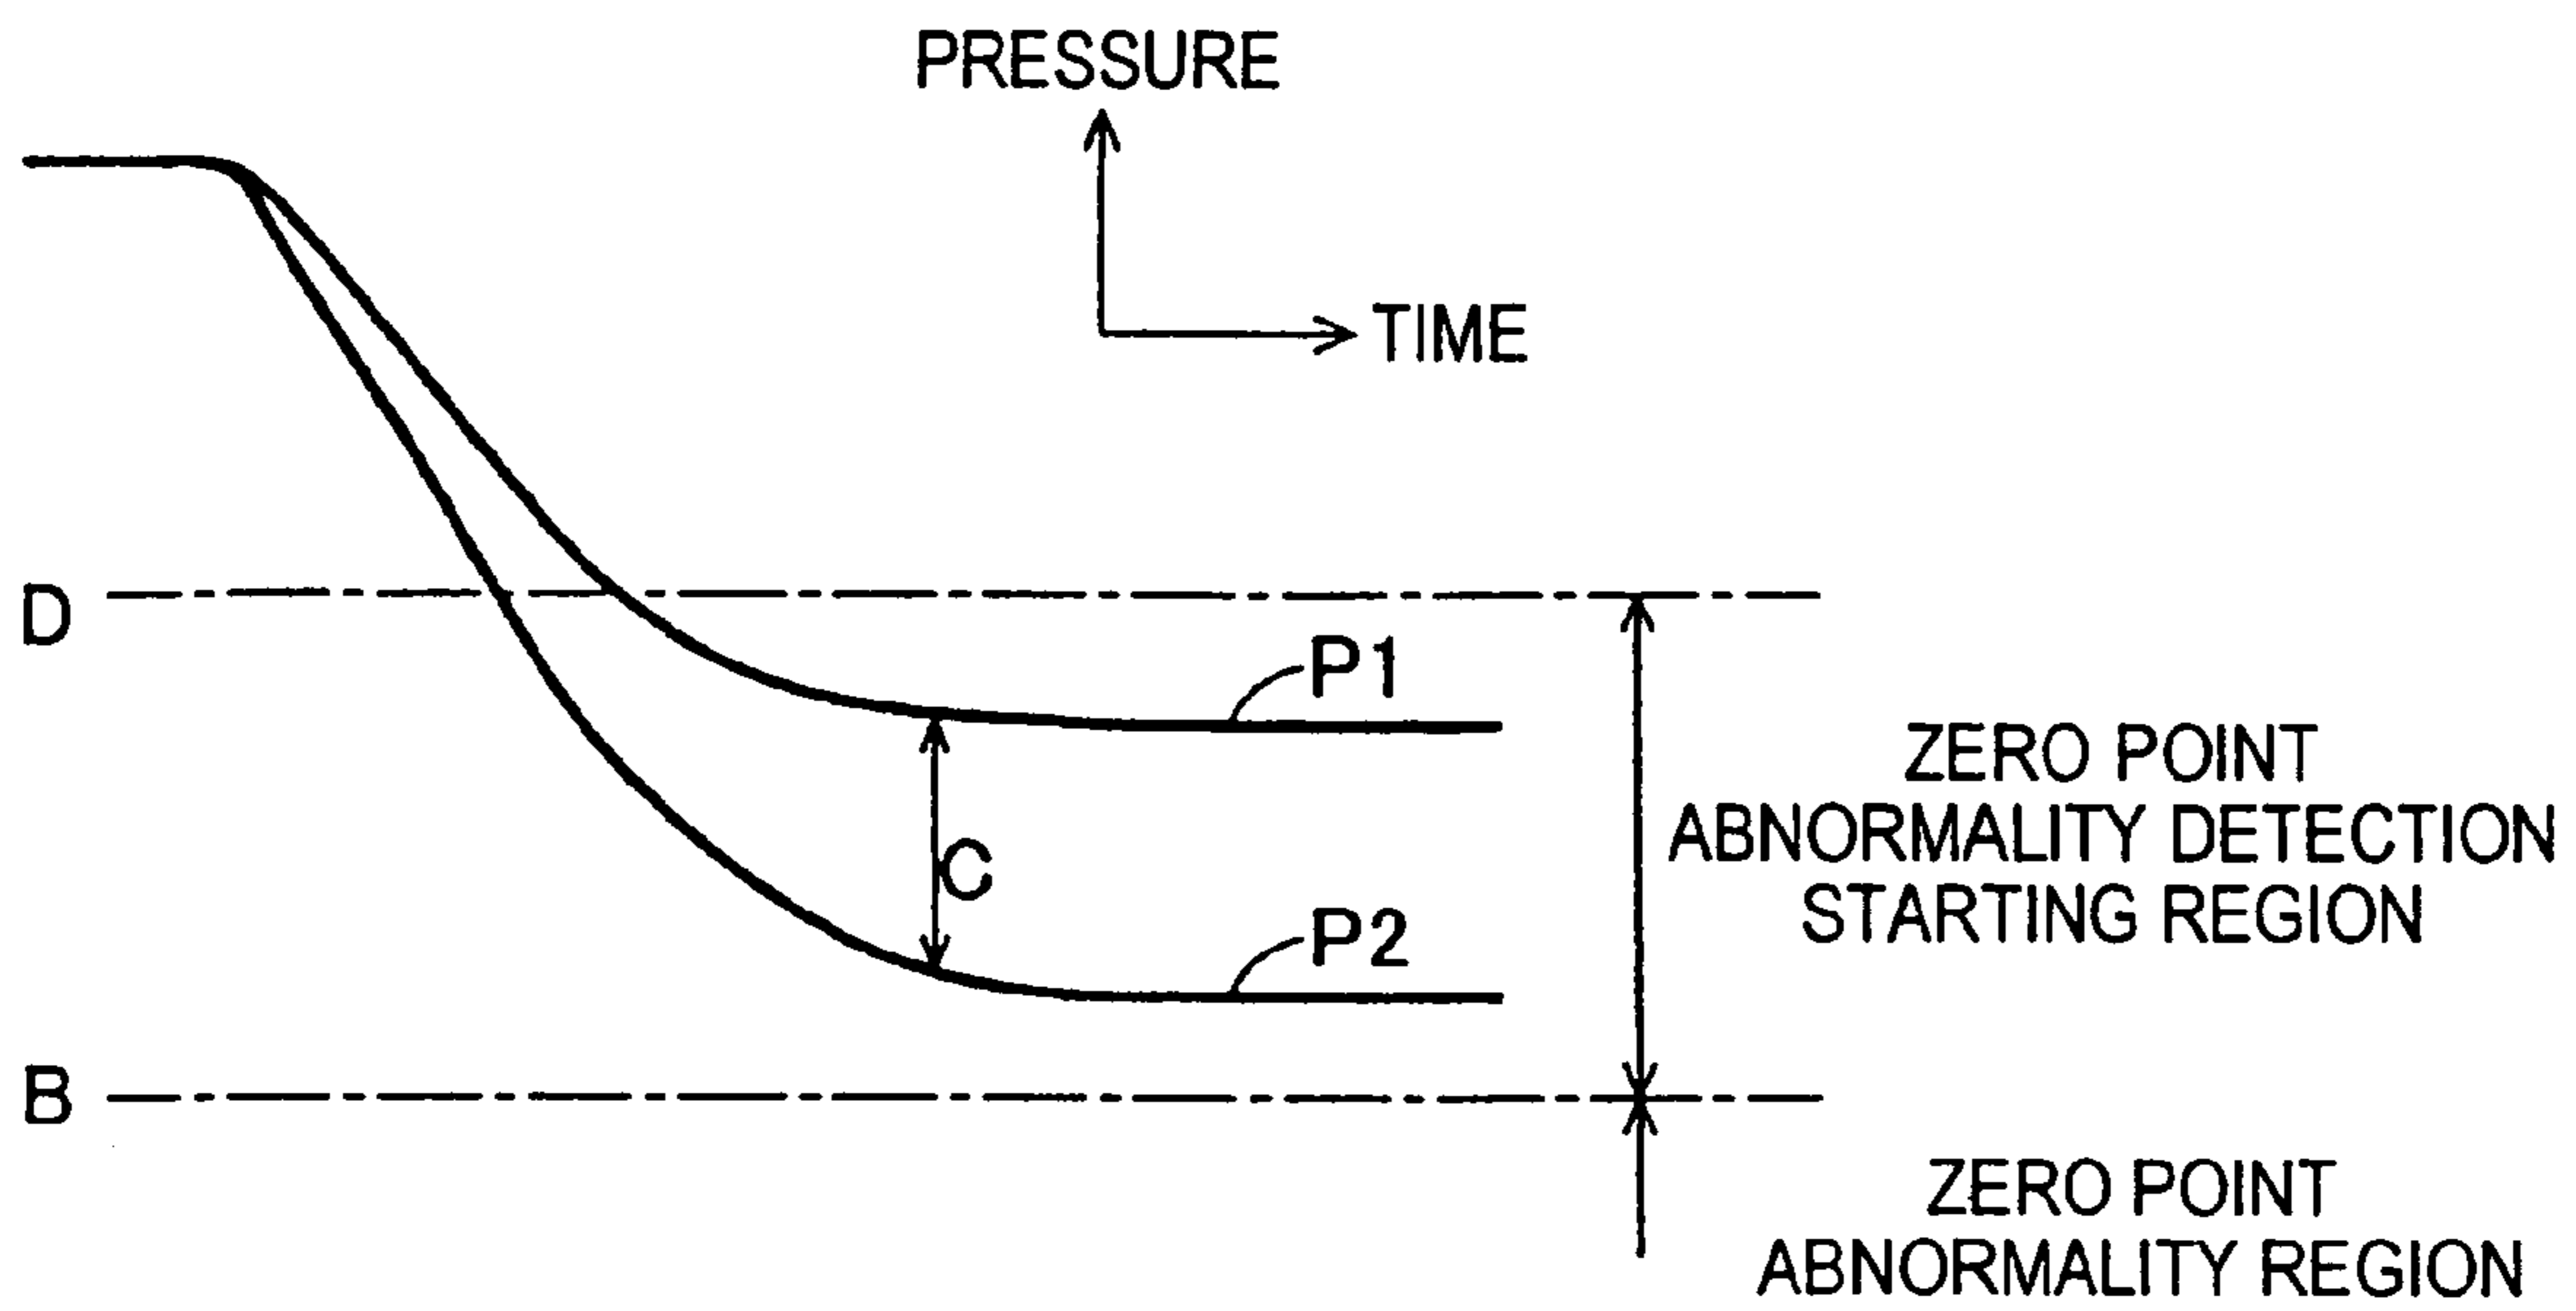 PRESSURE
TIME
D
P1
ZERO POINT
ABNORMALITY DETECTION
STARTING REGION
C
P2
B
ZERO POINT
ABNORMALITY REGION